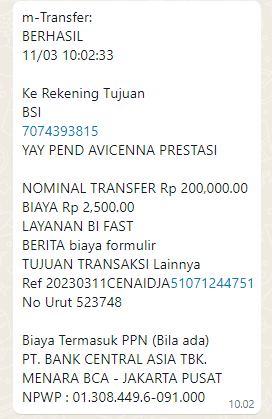 m-Transfer:
BERHASIL
11/03 10:02:33
Ke Rekening Tujuan
BSI
7074393815
YAY PEND AVICENNA PRESTASI
NOMINAL TRANSFER Rp 200,000.00
BIAYA Rp 2,500.00
LAYANAN BI FAST
BERITA biaya formulir
TUJUAN TRANSAKSI Lainnya
Ref 20230311CENAIDJA51071244751
No Urut 523748
Biaya Termasuk PPN (Bila ada)
PT. BANK CENTRAL ASIA TBK.
MENARA BCA - JAKARTA PUSAT
NPWP : 01.308.449.6-091.000
10.02